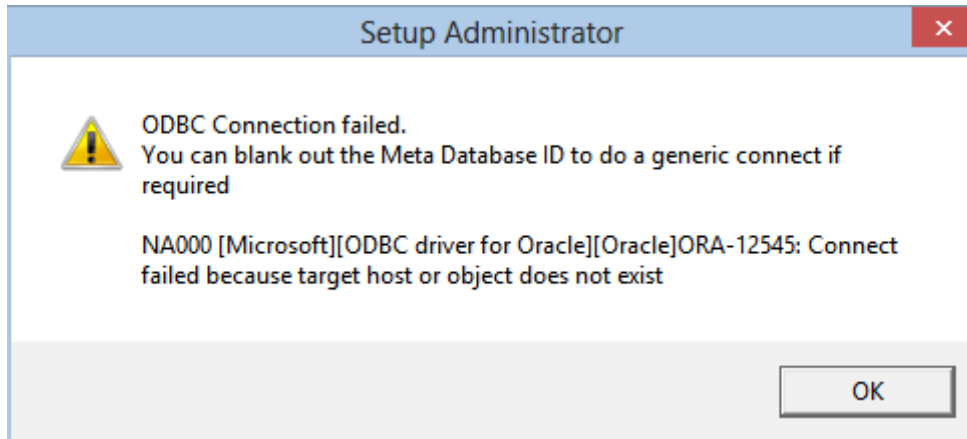 Setup Administrator
ODBC Connection failed.
You can blank out the Meta Database ID to do a generic connect if
required
NA000 [Microsoft][ODBC driver for Oracle][Oracle]ORA-12545: Connect
failed because target host or object does not exist
OK